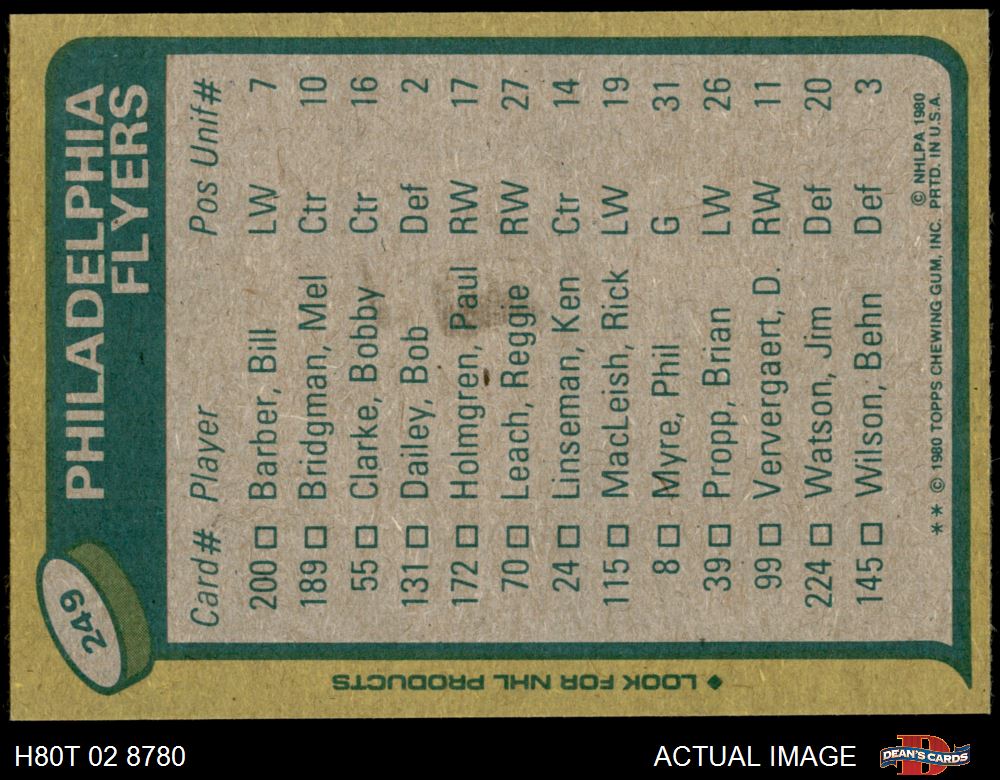 249
PHILADELPHIA
FLYERS
Card# Player Pos Unif#
200 Barber, Bill LW 7
189 Bridgman, Mel Ctr 10
55 Clarke, Bobby Ctr 16
131 Dailey, Bob Def 2
172 Holmgren, Paul RW 17
70 Leach, Reggie RW 27
24 Linseman, Ken Ctr 14
115 MacLeish, Rick LW 19
8 Myre, Phil G 31
39 Propp, Brian LW 26
99 Ververgaert, D. RW 11
224 Watson, Jim Def 20
145 Wilson, Behn Def 3
© NHLPA 1980
** © 1980 TOPPS CHEWING GUM, INC. PRTD. IN U.S.A.
◆ LOOK FOR NHL PRODUCTS
H80T 02 8780
ACTUAL IMAGE
D
DEAN'S CARDS